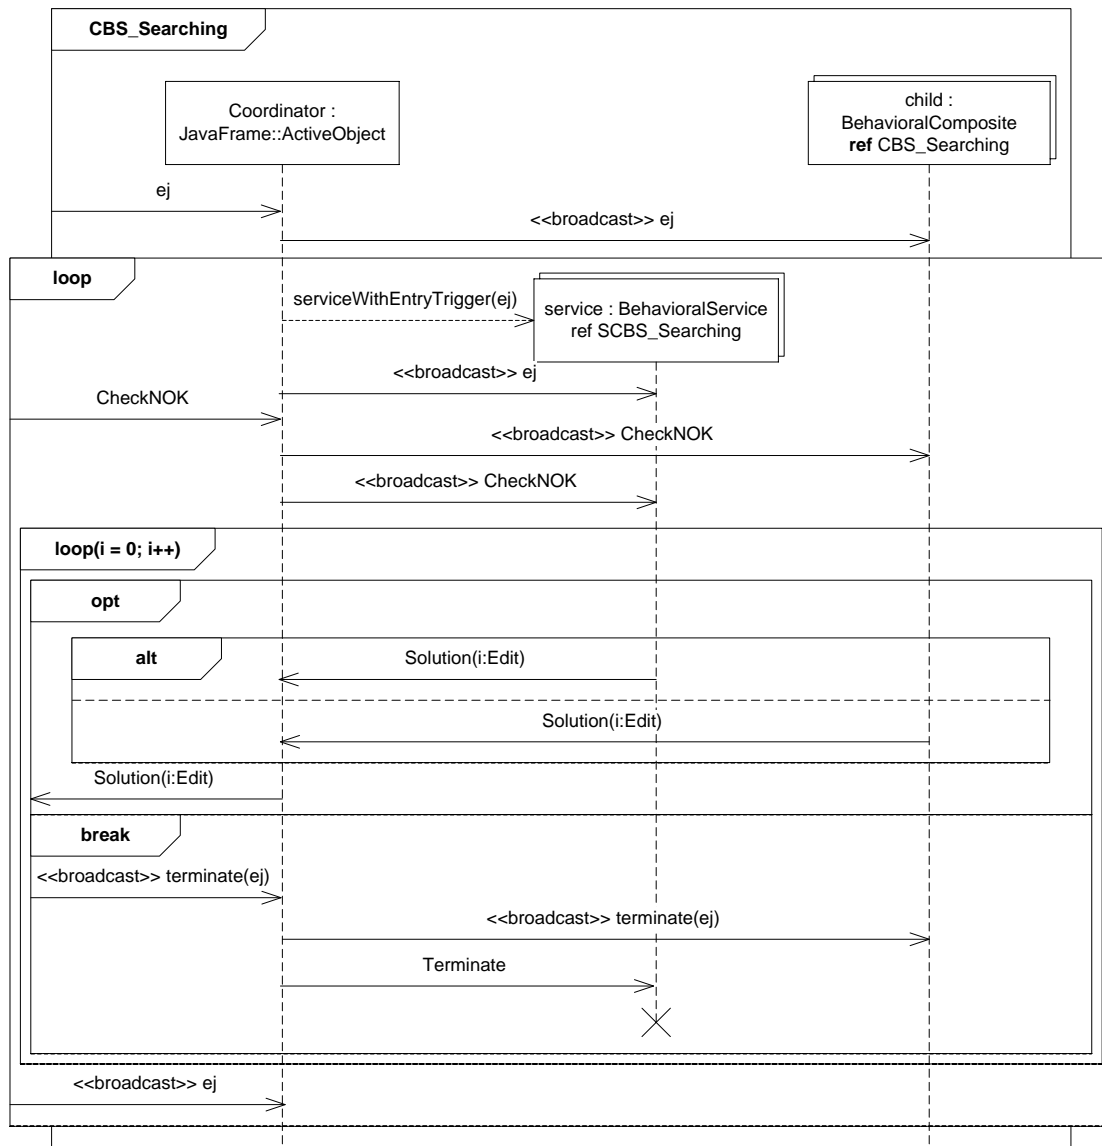 CBS_Searching
Coordinator :
JavaFrame::ActiveObject
child :
BehavioralComposite
ref CBS_Searching
ej
<<broadcast>> ej
loop
serviceWithEntryTrigger(ej)
service : BehavioralService
ref SCBS_Searching
<<broadcast>> ej
CheckNOK
<<broadcast>> CheckNOK
<<broadcast>> CheckNOK
loop(i = 0; i++)
opt
alt
Solution(i:Edit)
Solution(i:Edit)
Solution(i:Edit)
break
<<broadcast>> terminate(ej)
<<broadcast>> terminate(ej)
Terminate
<<broadcast>> ej